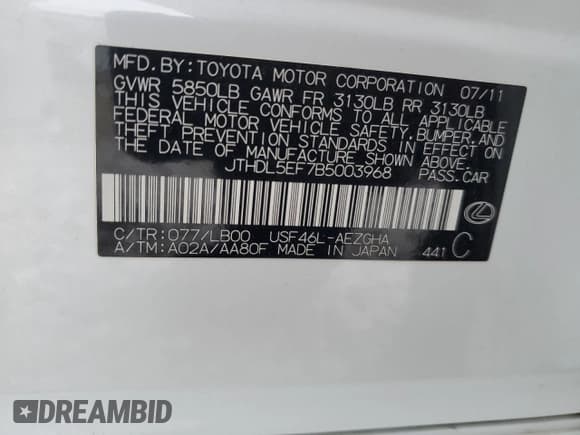 MFD.BY:TOYOTA MOTOR CORPORATION 07/11
GVWR 5850LB GAWR FR 3130LB RR 3130LB
THIS VEHICLE CONFORMS TO ALL APPLICABLE
FEDERAL MOTOR VEHICLE SAFETY,BUMPER,AND
THEFT PREVENTION STANDARDS IN EFFECT ON
THE DATE OF MANUFACTURE SHOWN ABOVE.
JTHDL5EF7B5003968 PASS.CAR
C/TR:077/LB00 USF46L-AEZGHA
A/TM:A02A/AA80F MADE IN JAPAN 441 C
DREAMBID